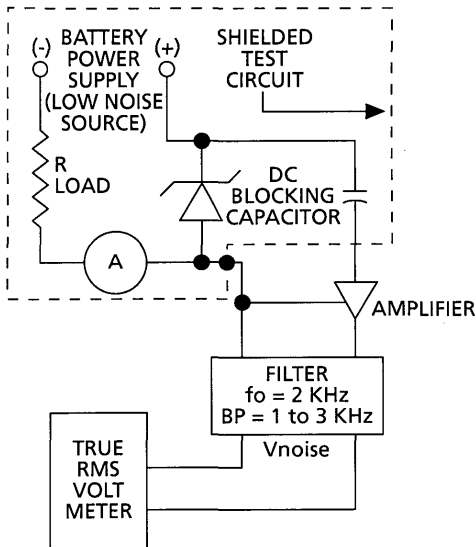 (-)
BATTERY
POWER
SUPPLY
(LOW NOISE
SOURCE)
(+)
SHIELDED
TEST
CIRCUIT
R
LOAD
DC
BLOCKING
CAPACITOR
A
AMPLIFIER
FILTER
fo = 2 KHz
BP = 1 to 3 KHz
Vnoise
TRUE
RMS
VOLT
METER